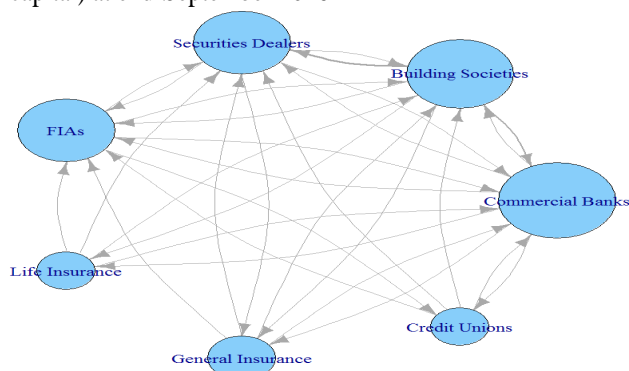 Securities Dealers
Building Societies
FIAs
Commercial Banks
Life Insurance
Credit Unions
General Insurance